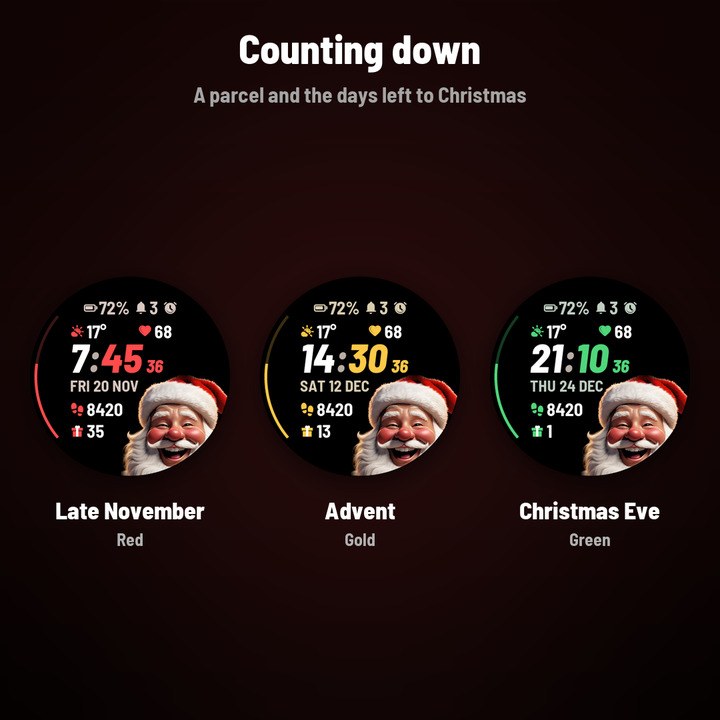 Counting down
A parcel and the days left to Christmas
72% 3
17° 68
7:45 36
FRI 20 NOV
8420
35
72% 3
17° 68
14:30 36
SAT 12 DEC
8420
13
72% 3
17° 68
21:10 36
THU 24 DEC
8420
1
Late November
Red
Advent
Gold
Christmas Eve
Green